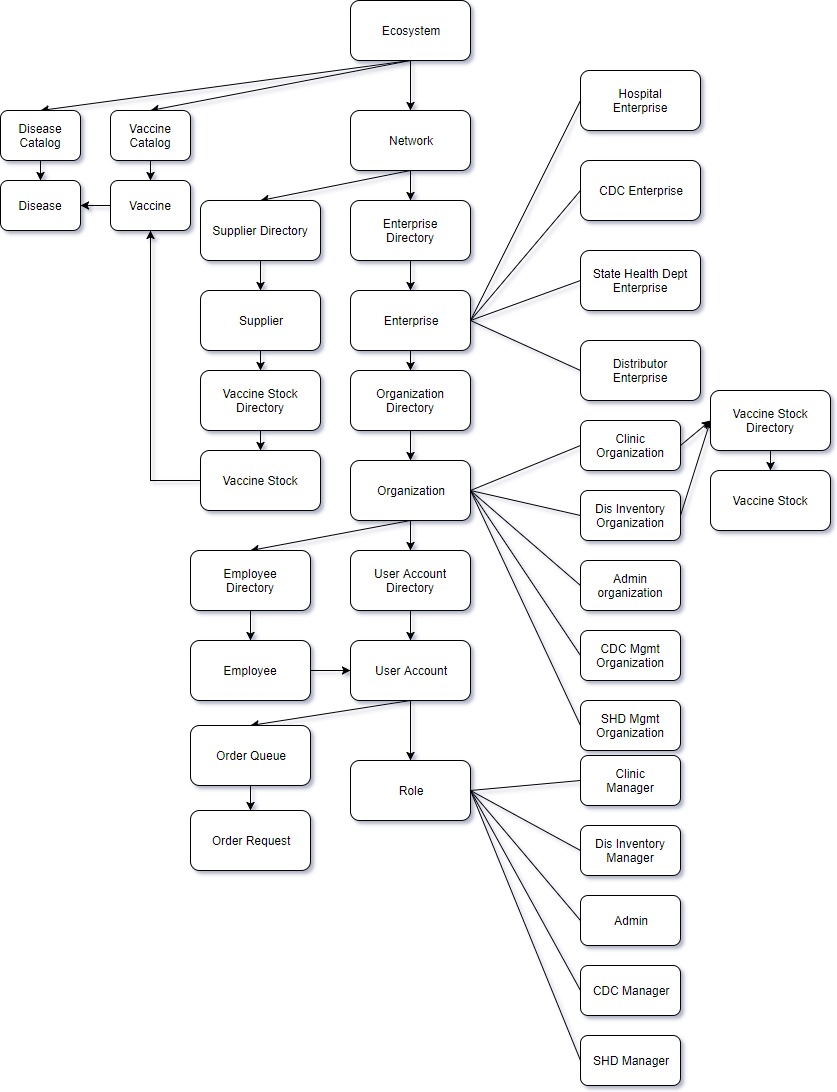 Ecosystem
Hospital
Enterprise
Disease
Catalog
Vaccine
Catalog
Network
CDC Enterprise
Disease
Vaccine
Supplier Directory
Enterprise
Directory
State Health Dept
Enterprise
Supplier
Enterprise
Distributor
Enterprise
Vaccine Stock
Directory
Organization
Directory
Clinic
Organization
Vaccine Stock
Directory
Vaccine Stock
Organization
Dis Inventory
Organization
Vaccine Stock
Employee
Directory
User Account
Directory
Admin
organization
Employee
User Account
CDC Mgmt
Organization
SHD Mgmt
Organization
Order Queue
Role
Clinic
Manager
Order Request
Dis Inventory
Manager
Admin
CDC Manager
SHD Manager